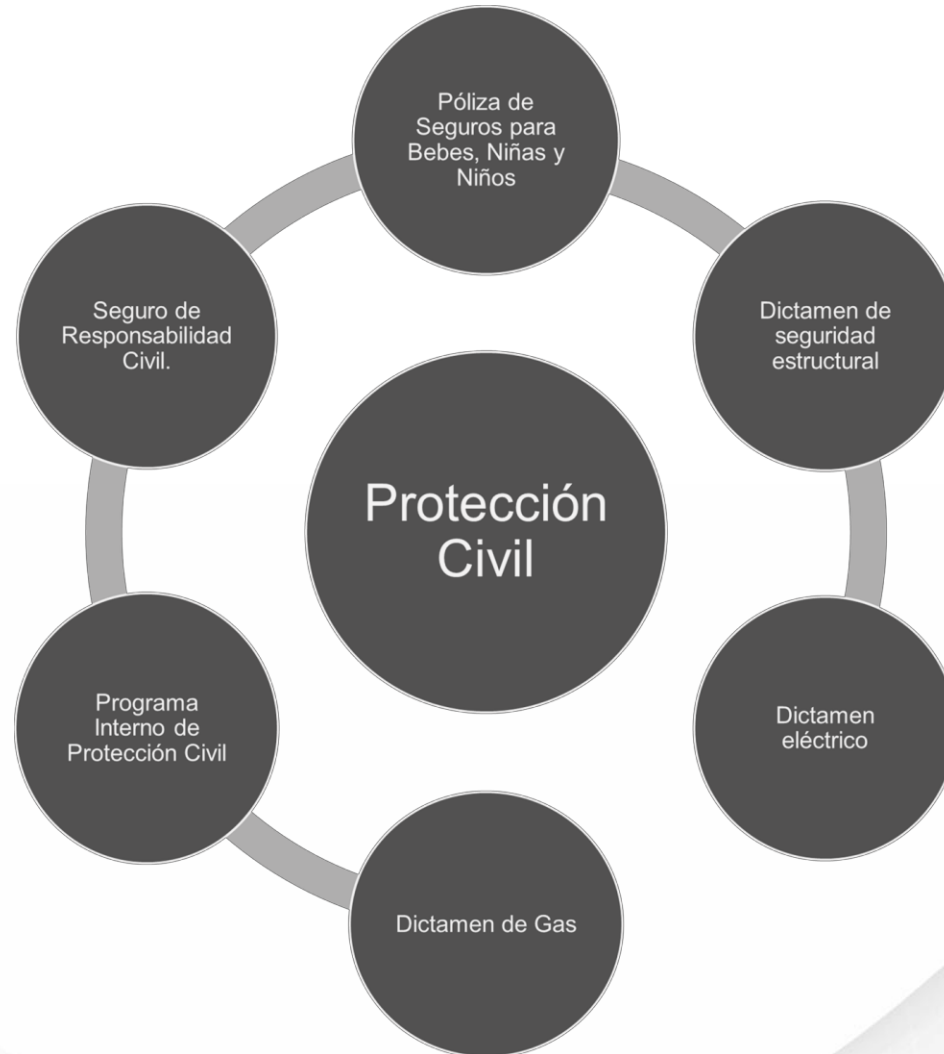 Póliza de
Seguros para
Bebes, Niñas y
Niños
Dictamen de
seguridad
estructural
Dictamen
eléctrico
Dictamen de Gas
Programa
Interno de
Protección Civil
Seguro de
Responsabilidad
Civil.
Protección
Civil